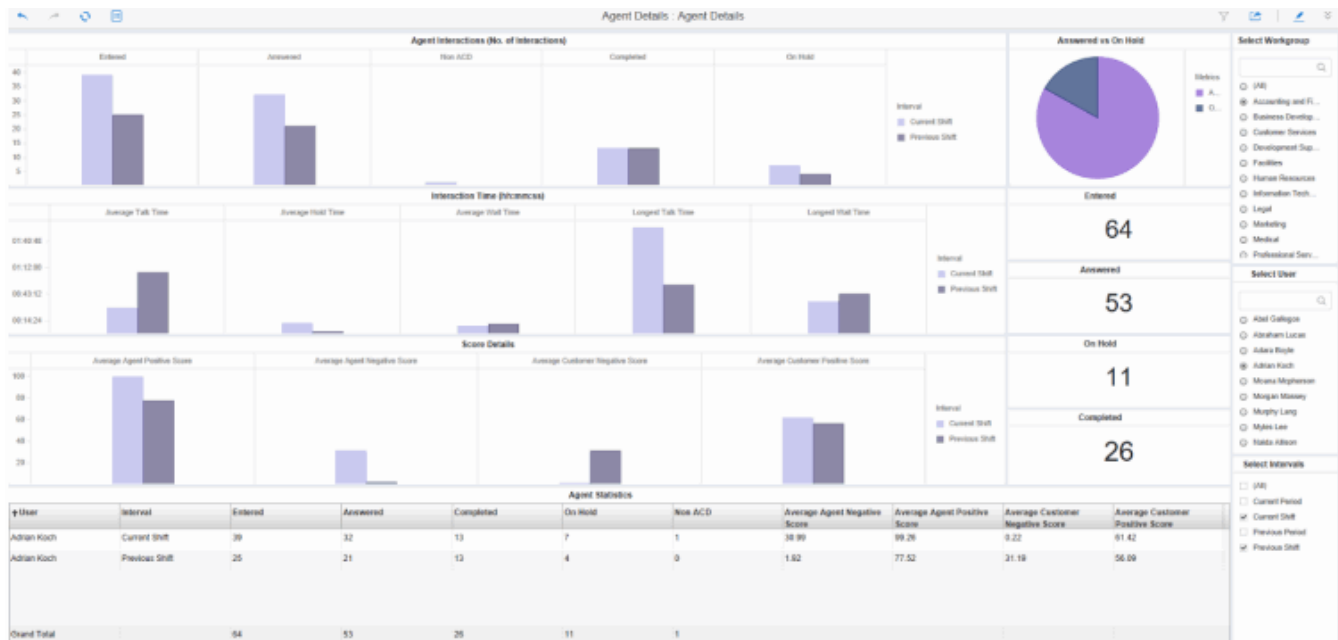 Agent Details : Agent Details
Agent Interactions (No. of Interactions)
Entered Answered Non ACD Completed On Hold
40
35
30
25
20
15
10
5
Interval
Current Shift
Previous Shift
Answered vs On Hold
Metrics
A...
O...
Select Workgroup
(All)
Accounting and Fi...
Business Develop...
Customer Services
Development Sup...
Facilities
Human Resources
Information Tech...
Legal
Marketing
Medical
Professional Serv...
Interaction Time (hh:mm:ss)
Average Talk Time Average Hold Time Average Wait Time Longest Talk Time Longest Wait Time
01:40:48
01:12:00
00:43:12
00:14:24
Interval
Current Shift
Previous Shift
Entered
64
Answered
53
On Hold
11
Completed
26
Select User
Abel Gallegos
Abraham Lucas
Adara Boyle
Adrian Koch
Moana Mcpherson
Morgan Massey
Murphy Lang
Myles Lee
Naida Allison
Score Details
Average Agent Positive Score Average Agent Negative Score Average Customer Negative Score Average Customer Positive Score
100
80
60
40
20
Interval
Current Shift
Previous Shift
Select Intervals
(All)
Current Period
Current Shift
Previous Period
Previous Shift
Agent Statistics
User Interval Entered Answered Completed On Hold Non ACD Average Agent Negative Score Average Agent Positive Score Average Customer Negative Score Average Customer Positive Score
Adrian Koch Current Shift 39 32 13 7 1 30.99 99.26 0.22 61.42
Adrian Koch Previous Shift 25 21 13 4 0 1.92 77.52 31.19 56.09
Grand Total 64 53 26 11 1